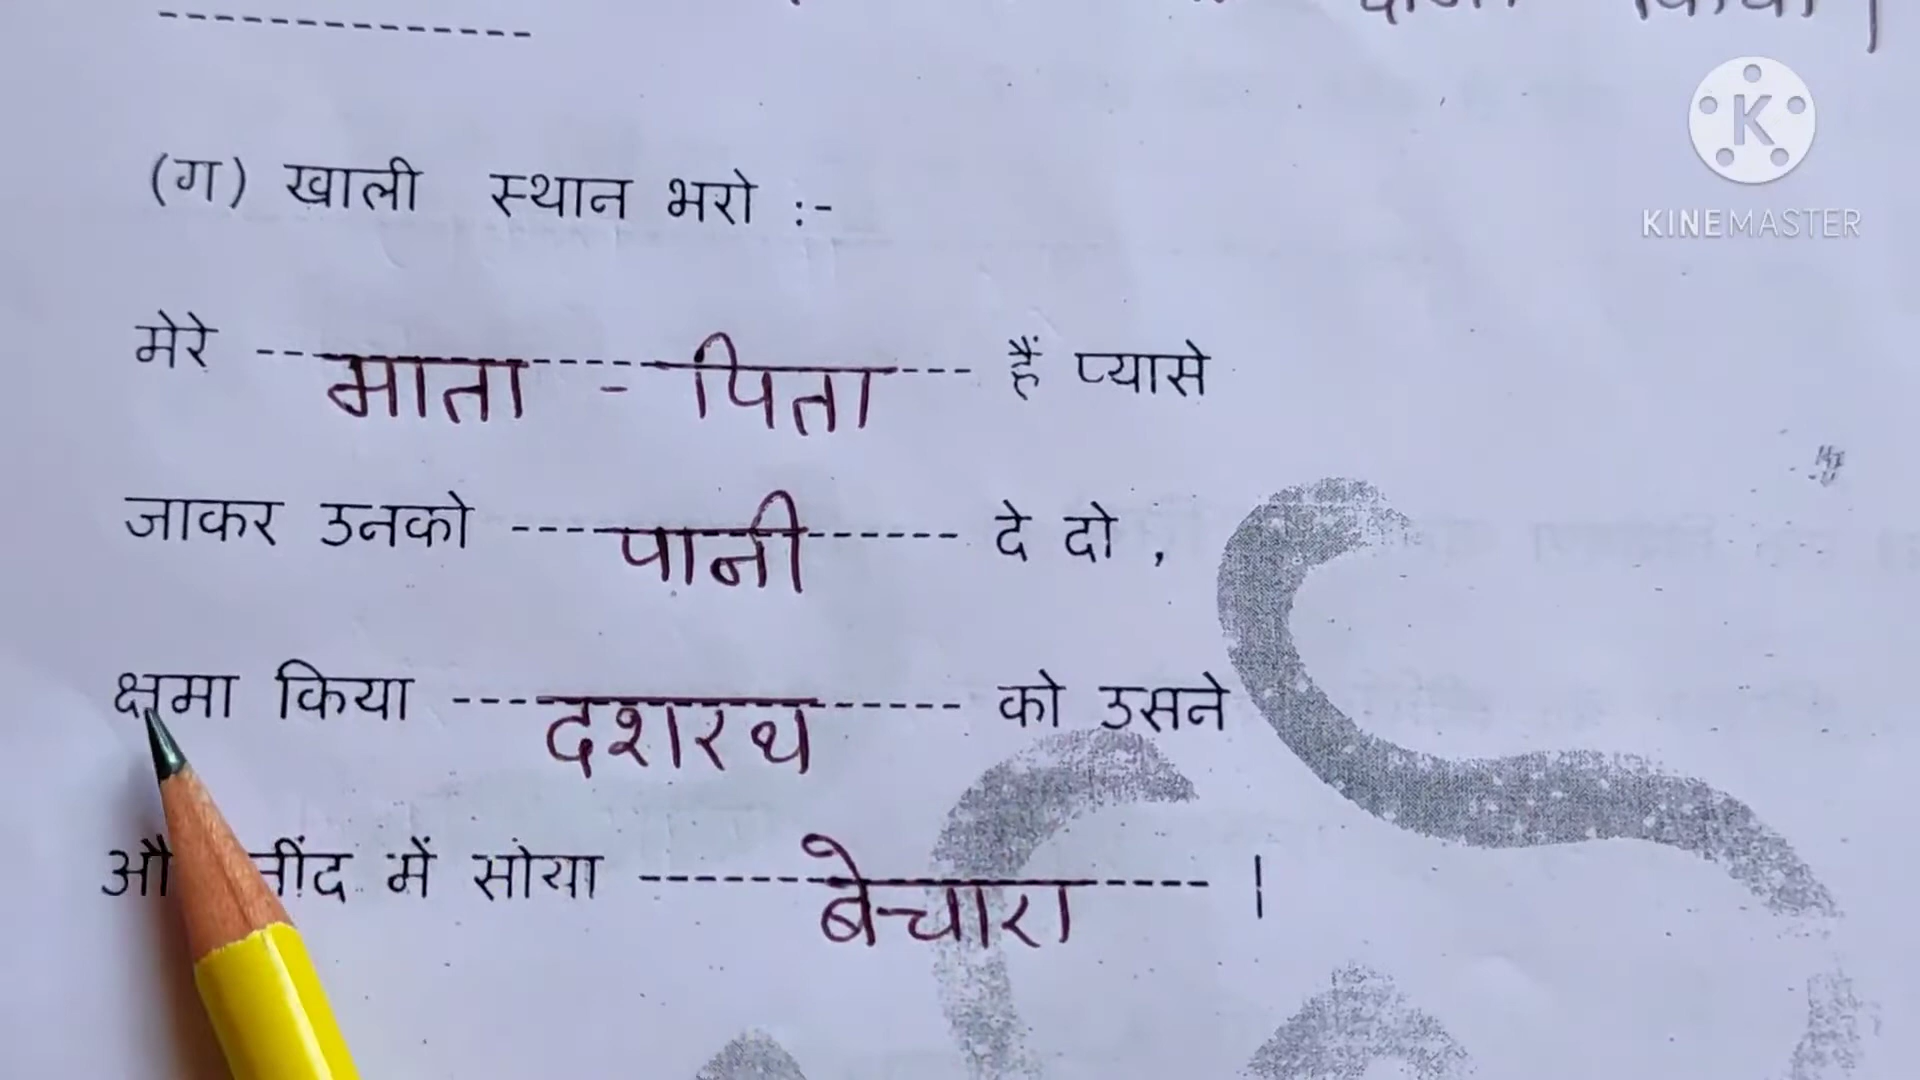 (ग) खाली स्थान भरो :-
मेरे -- माता - पिता --- हैं प्यासे
जाकर उनको ---- पानी ------ दे दो ,
क्षमा किया --- दशरथ ------ को उसने
नींद में सोया ------- बेचारा ---- ।
K
KINEMASTER